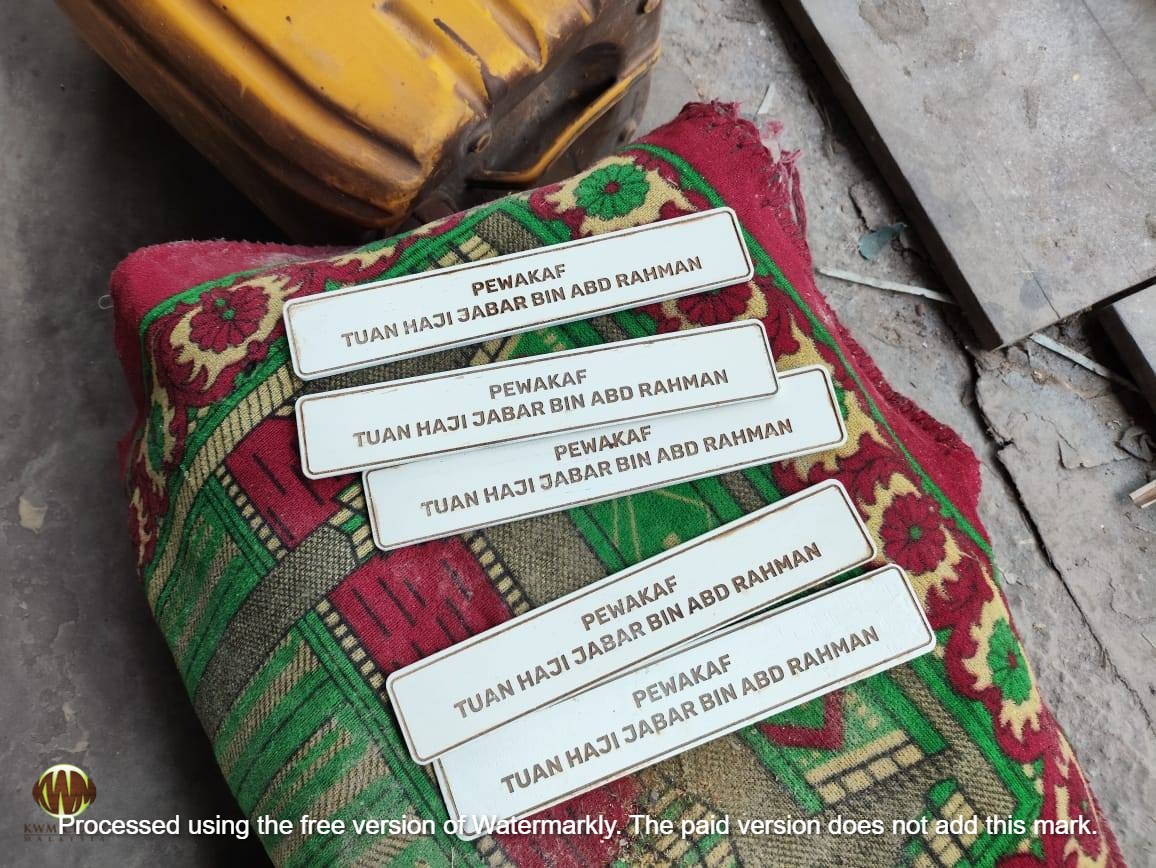 PEWAKAF
TUAN HAJI JABAR BIN ABD RAHMAN
PEWAKAF
TUAN HAJI JABAR BIN ABD RAHMAN
PEWAKAF
TUAN HAJI JABAR BIN ABD RAHMAN
PEWAKAF
TUAN HAJI JABAR BIN ABD RAHMAN
PEWAKAF
TUAN HAJI JABAR BIN ABD RAHMAN
Processed using the free version of Watermarkly. The paid version does not add this mark.